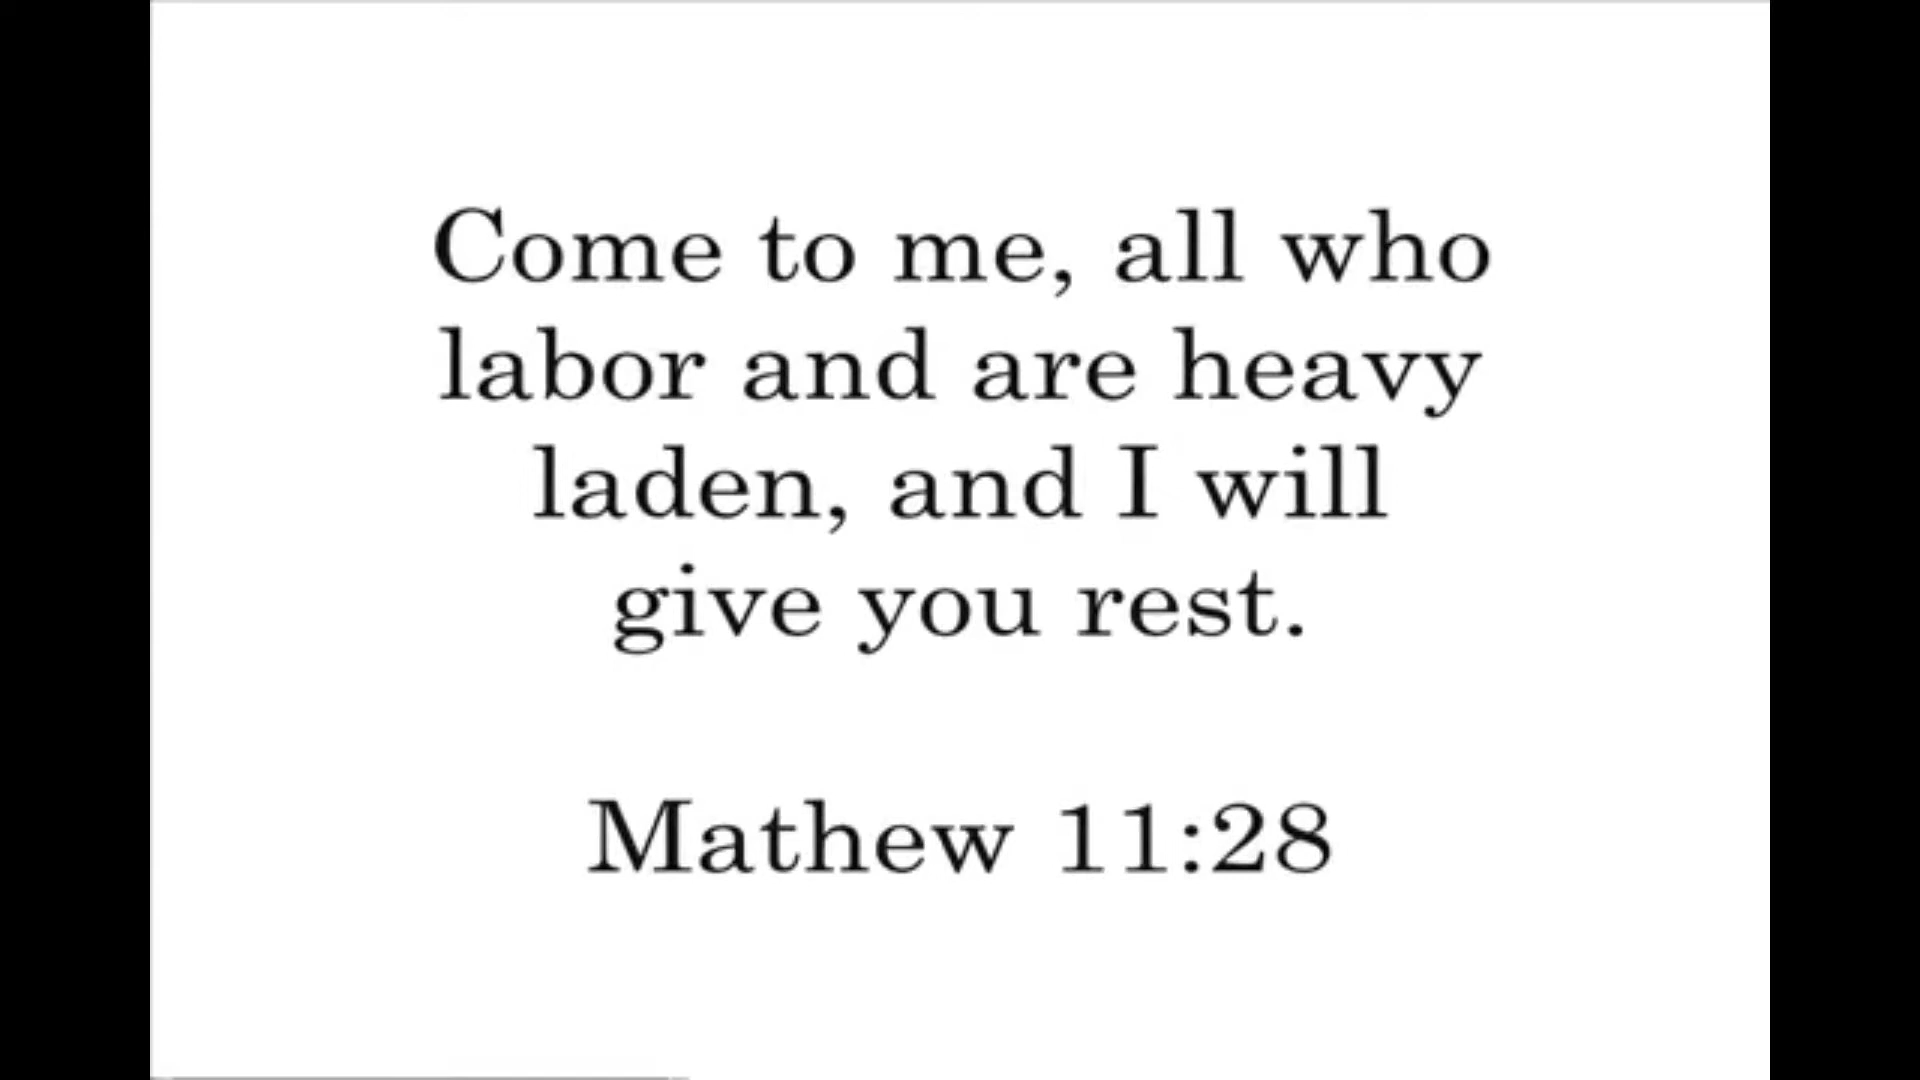 Come to me, all who
labor and are heavy
laden, and I will
give you rest.
Mathew 11:28